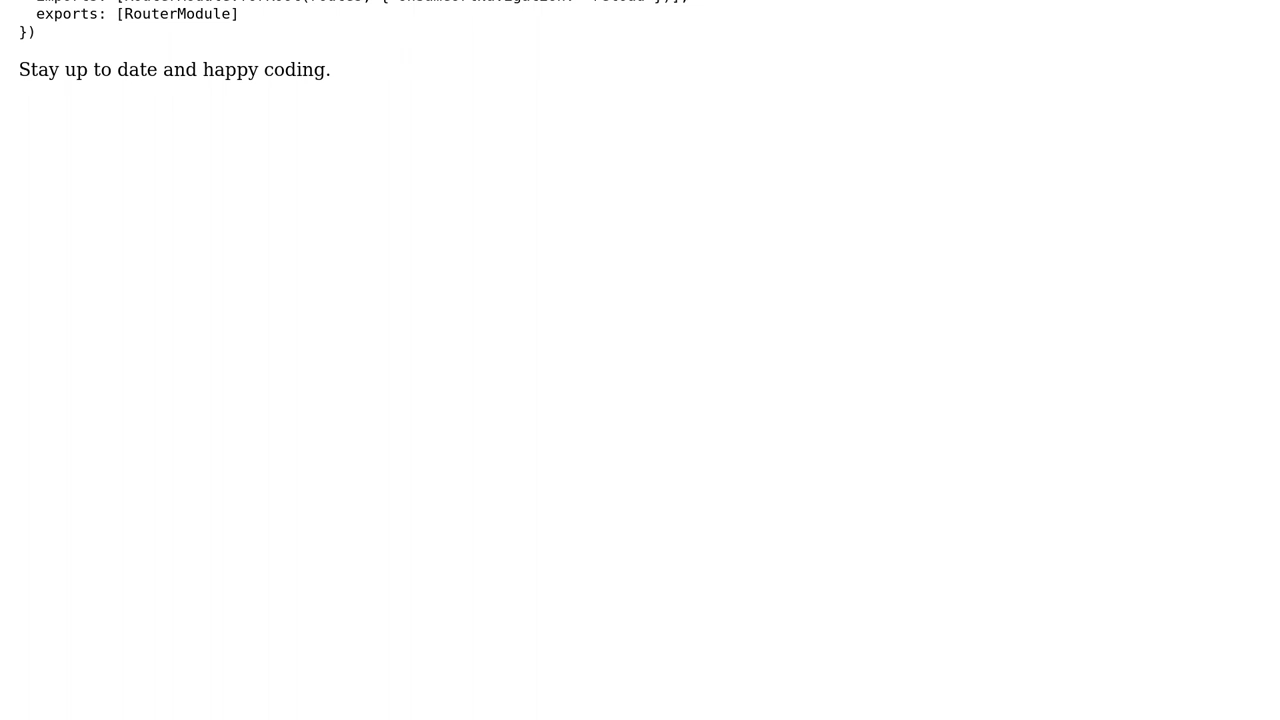 exports: [RouterModule]
})
Stay up to date and happy coding.